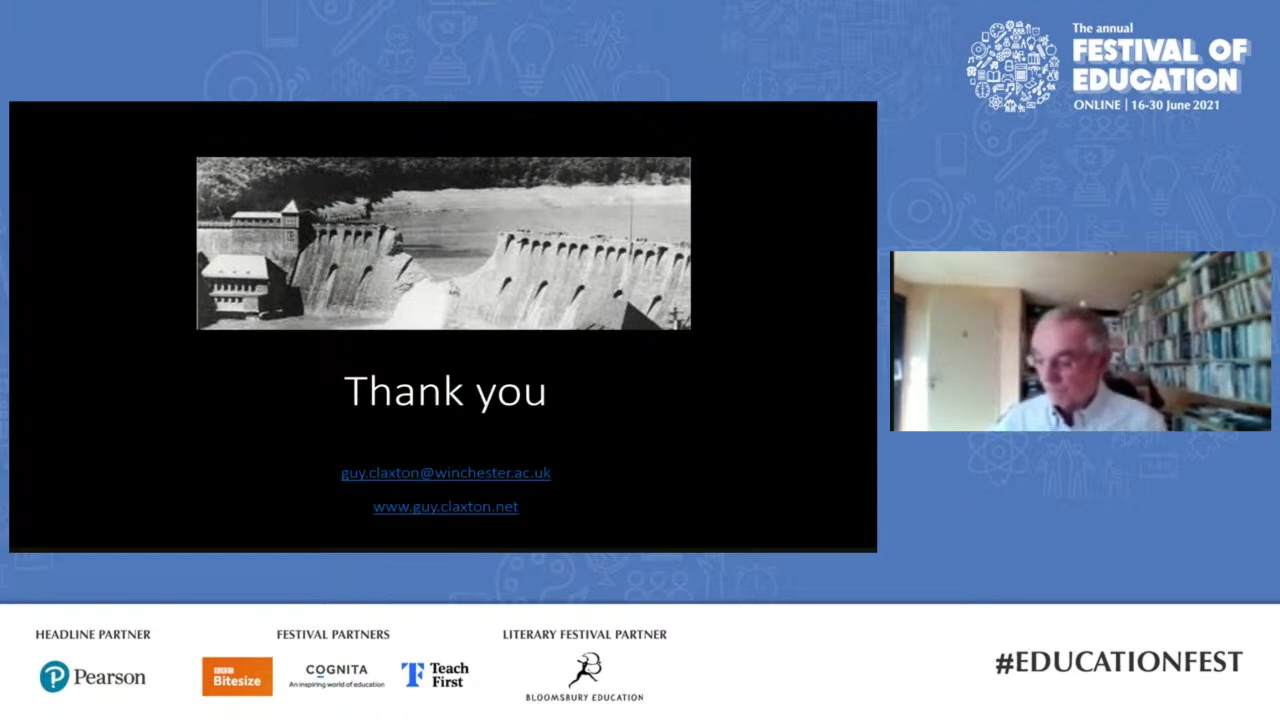 The annual
FESTIVAL OF
EDUCATION
ONLINE | 16-30 June 2021
Thank you
guy.claxton@winchester.ac.uk
www.guy.claxton.net
HEADLINE PARTNER
FESTIVAL PARTNERS
LITERARY FESTIVAL PARTNER
Pearson
BBC
Bitesize
COGNITA
An inspiring world of education
Teach
First
BLOOMSBURY EDUCATION
#EDUCATIONFEST